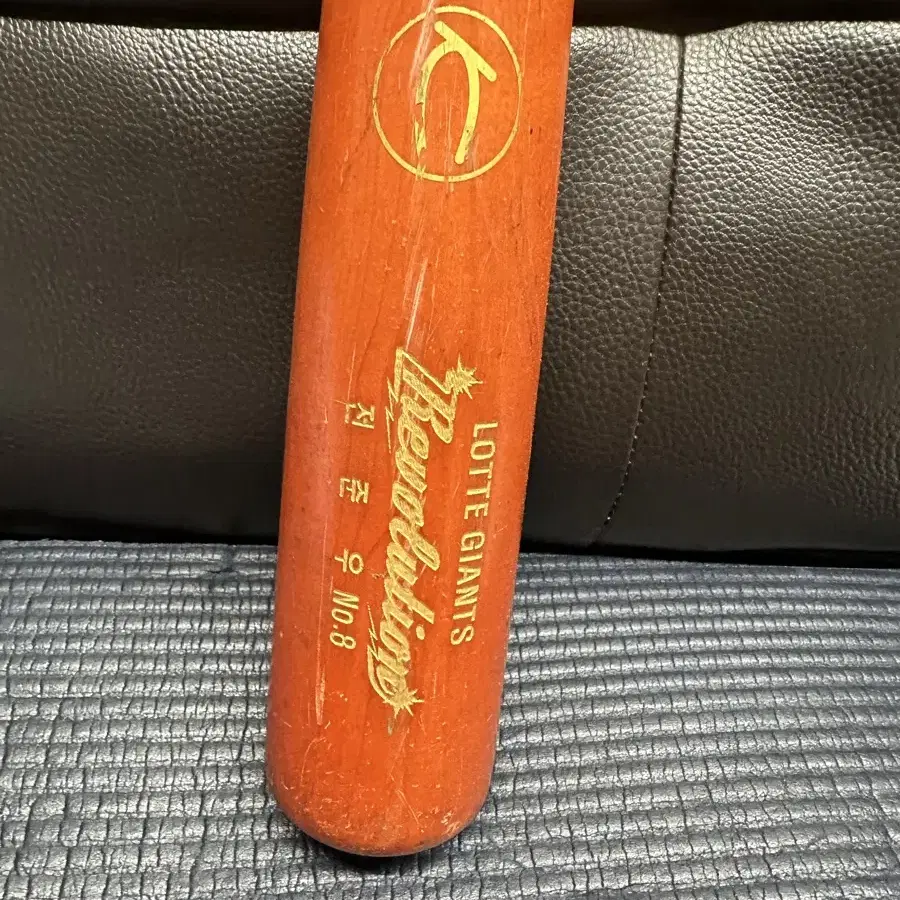 LOTTE GIANTS
Revolution
전준우 No.8